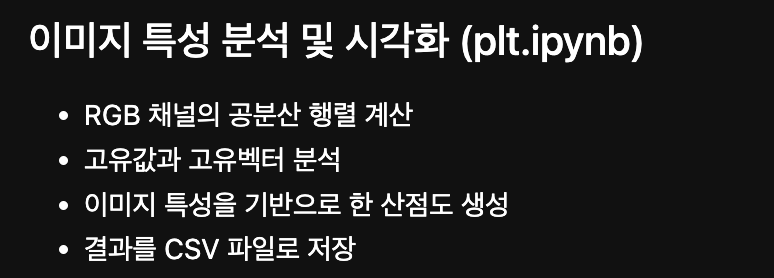 이미지 특성 분석 및 시각화 (plt.ipynb)
• RGB 채널의 공분산 행렬 계산
• 고유값과 고유벡터 분석
• 이미지 특성을 기반으로 한 산점도 생성
• 결과를 CSV 파일로 저장